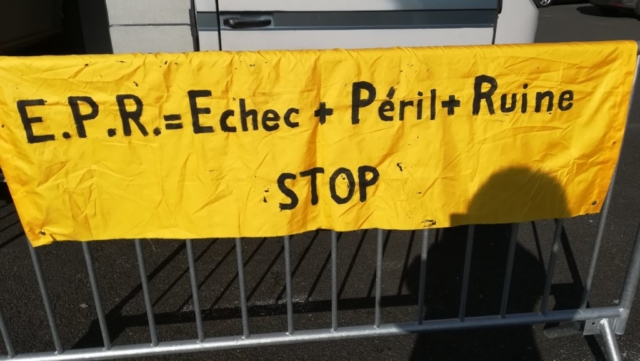 E.P.R.= Echec + Péril + Ruine
STOP